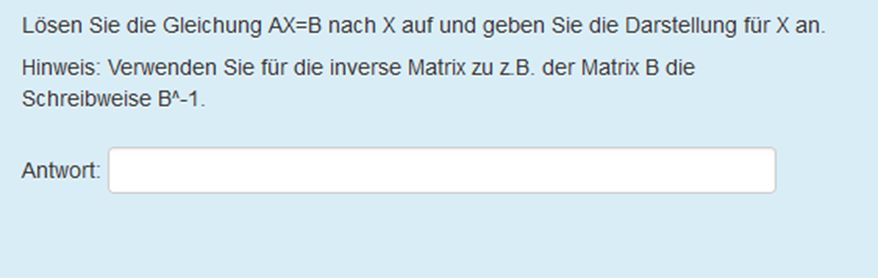 Lösen Sie die Gleichung AX=B nach X auf und geben Sie die Darstellung für X an.
Hinweis: Verwenden Sie für die inverse Matrix zu z.B. der Matrix B die
Schreibweise B^-1.
Antwort: